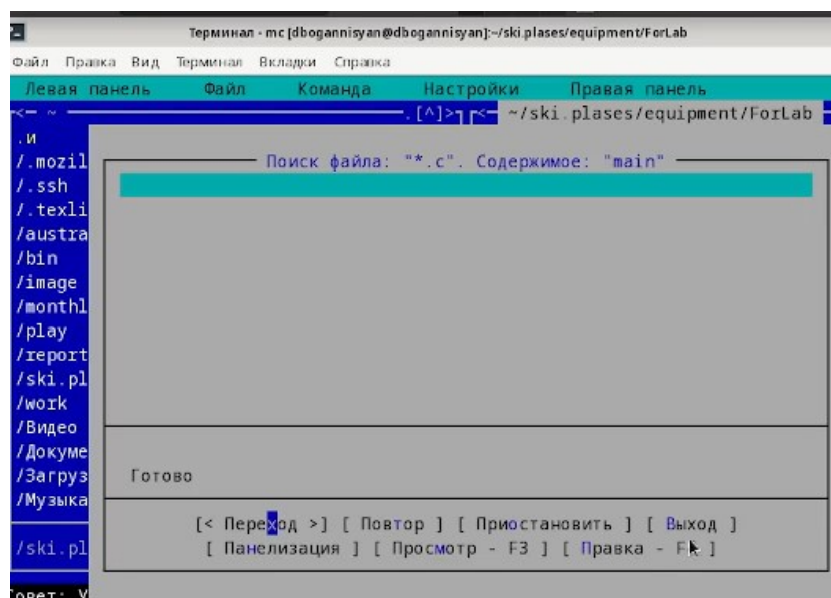 Терминал - mc [dbogannisyan@dbogannisyan]:~/ski.plases/equipment/ForLab
Файл Правка Вид Терминал Вкладки Справка
Левая панель Файл Команда Настройки Правая панель
<─ ~ .[^]>┐┌<─ ~/ski.plases/equipment/ForLab
.и
/.mozil
Поиск файла: "*.c". Содержимое: "main"
/.ssh
/.texli
/austra
/bin
/image
/monthl
/play
/report
/ski.pl
/work
/Видео
/Докуме
/Загруз
Готово
/Музыка
[< Переход >] [ Повтор ] [ Приостановить ] [ Выход ]
/ski.pl
[ Панелизация ] [ Просмотр - F3 ] [ Правка - F ]
Совет: У